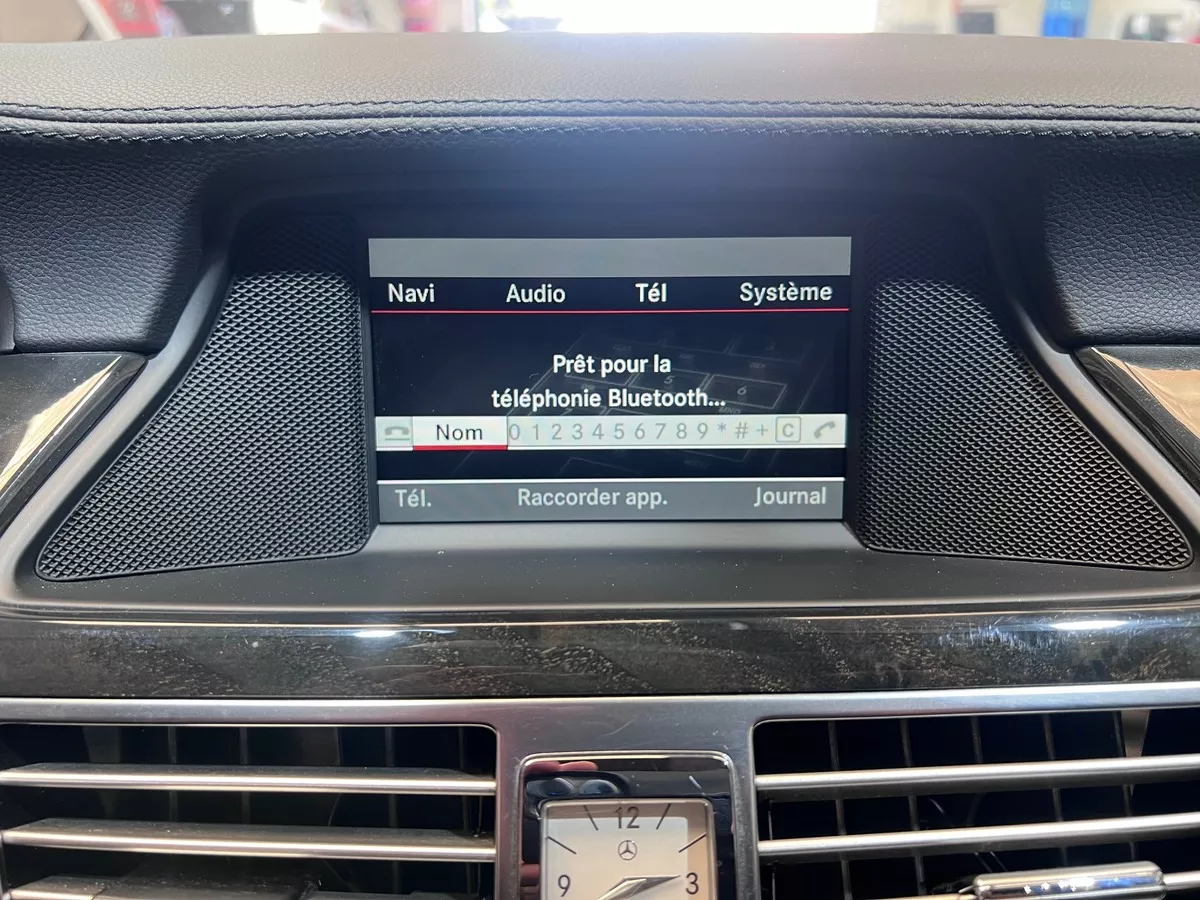 Navi Audio Tél Système
Prêt pour la
téléphonie Bluetooth...
Nom 0 1 2 3 4 5 6 7 8 9 * # + C
Tél. Raccorder app. Journal
12
9 3